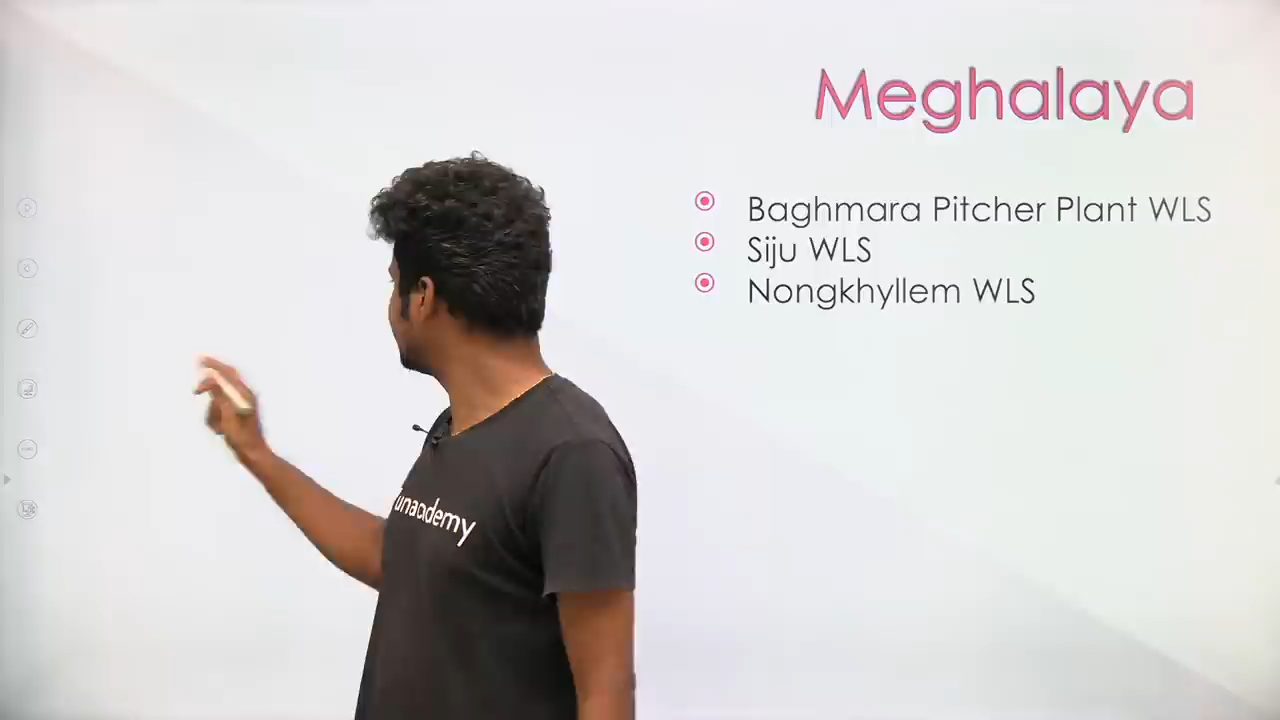 Meghalaya
Baghmara Pitcher Plant WLS
Siju WLS
Nongkhyllem WLS
unacademy